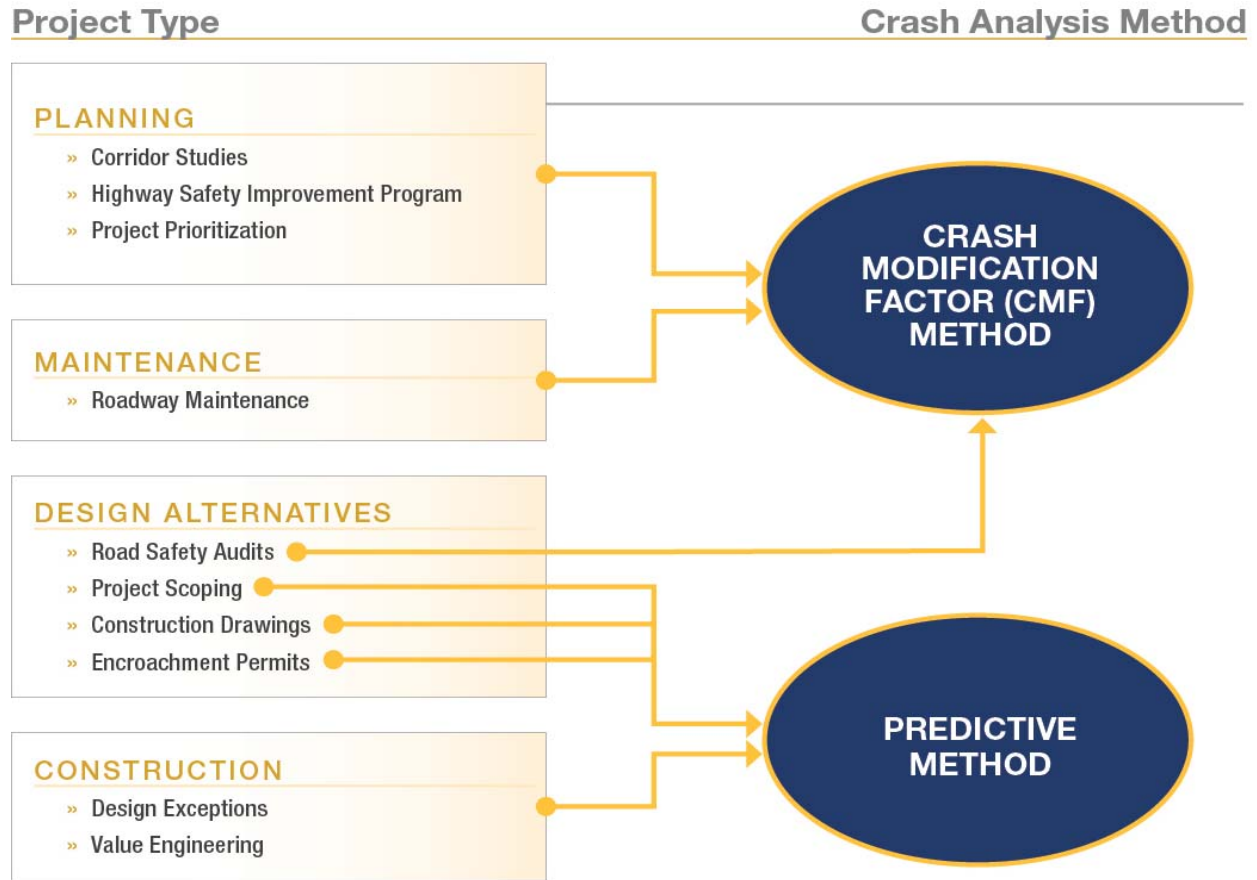 Project Type
Crash Analysis Method
PLANNING
» Corridor Studies
» Highway Safety Improvement Program
» Project Prioritization
CRASH
MODIFICATION
FACTOR (CMF)
METHOD
MAINTENANCE
» Roadway Maintenance
DESIGN ALTERNATIVES
» Road Safety Audits
» Project Scoping
» Construction Drawings
» Encroachment Permits
PREDICTIVE
METHOD
CONSTRUCTION
» Design Exceptions
» Value Engineering